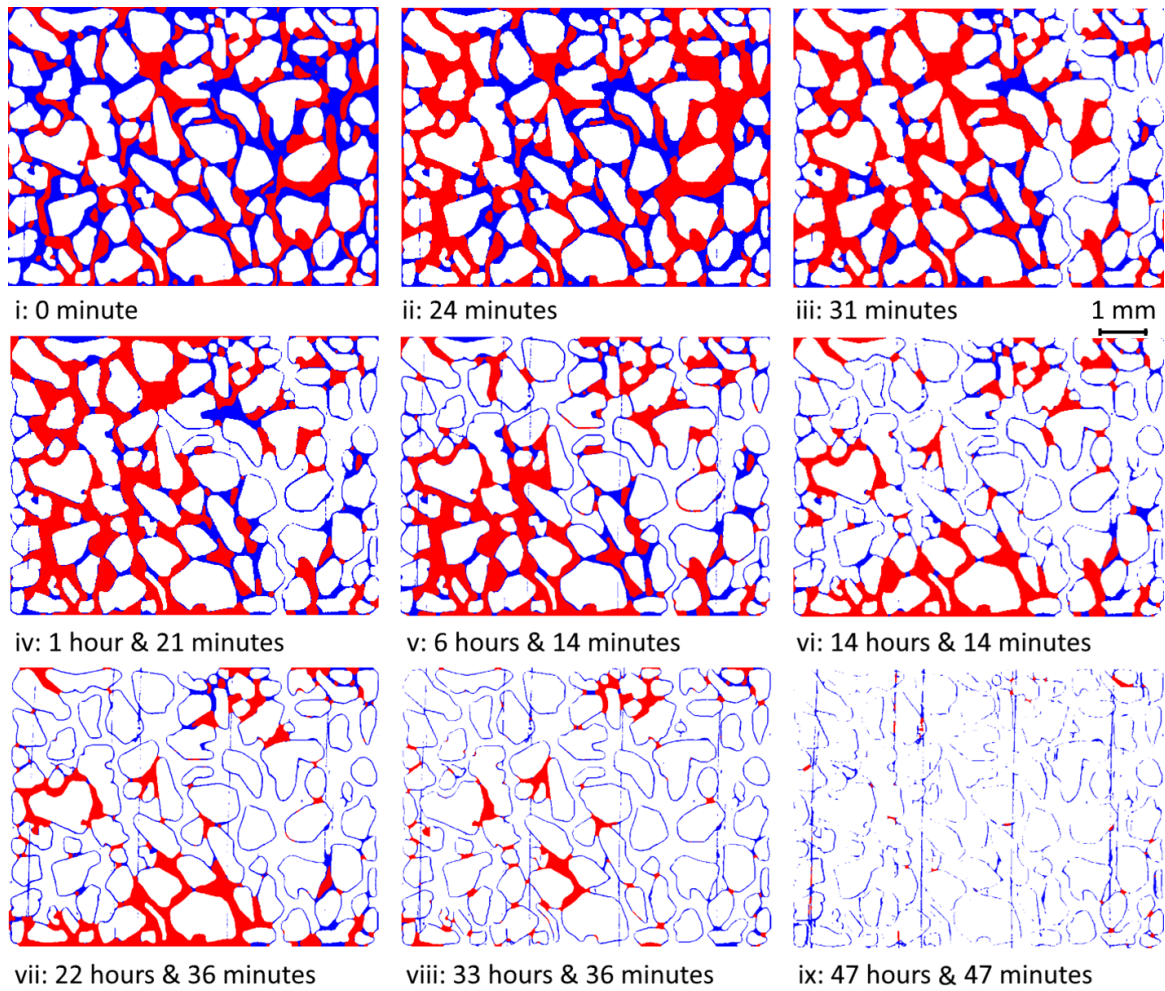 i: 0 minute
ii: 24 minutes
iii: 31 minutes
1 mm
iv: 1 hour & 21 minutes
v: 6 hours & 14 minutes
vi: 14 hours & 14 minutes
vii: 22 hours & 36 minutes
viii: 33 hours & 36 minutes
ix: 47 hours & 47 minutes